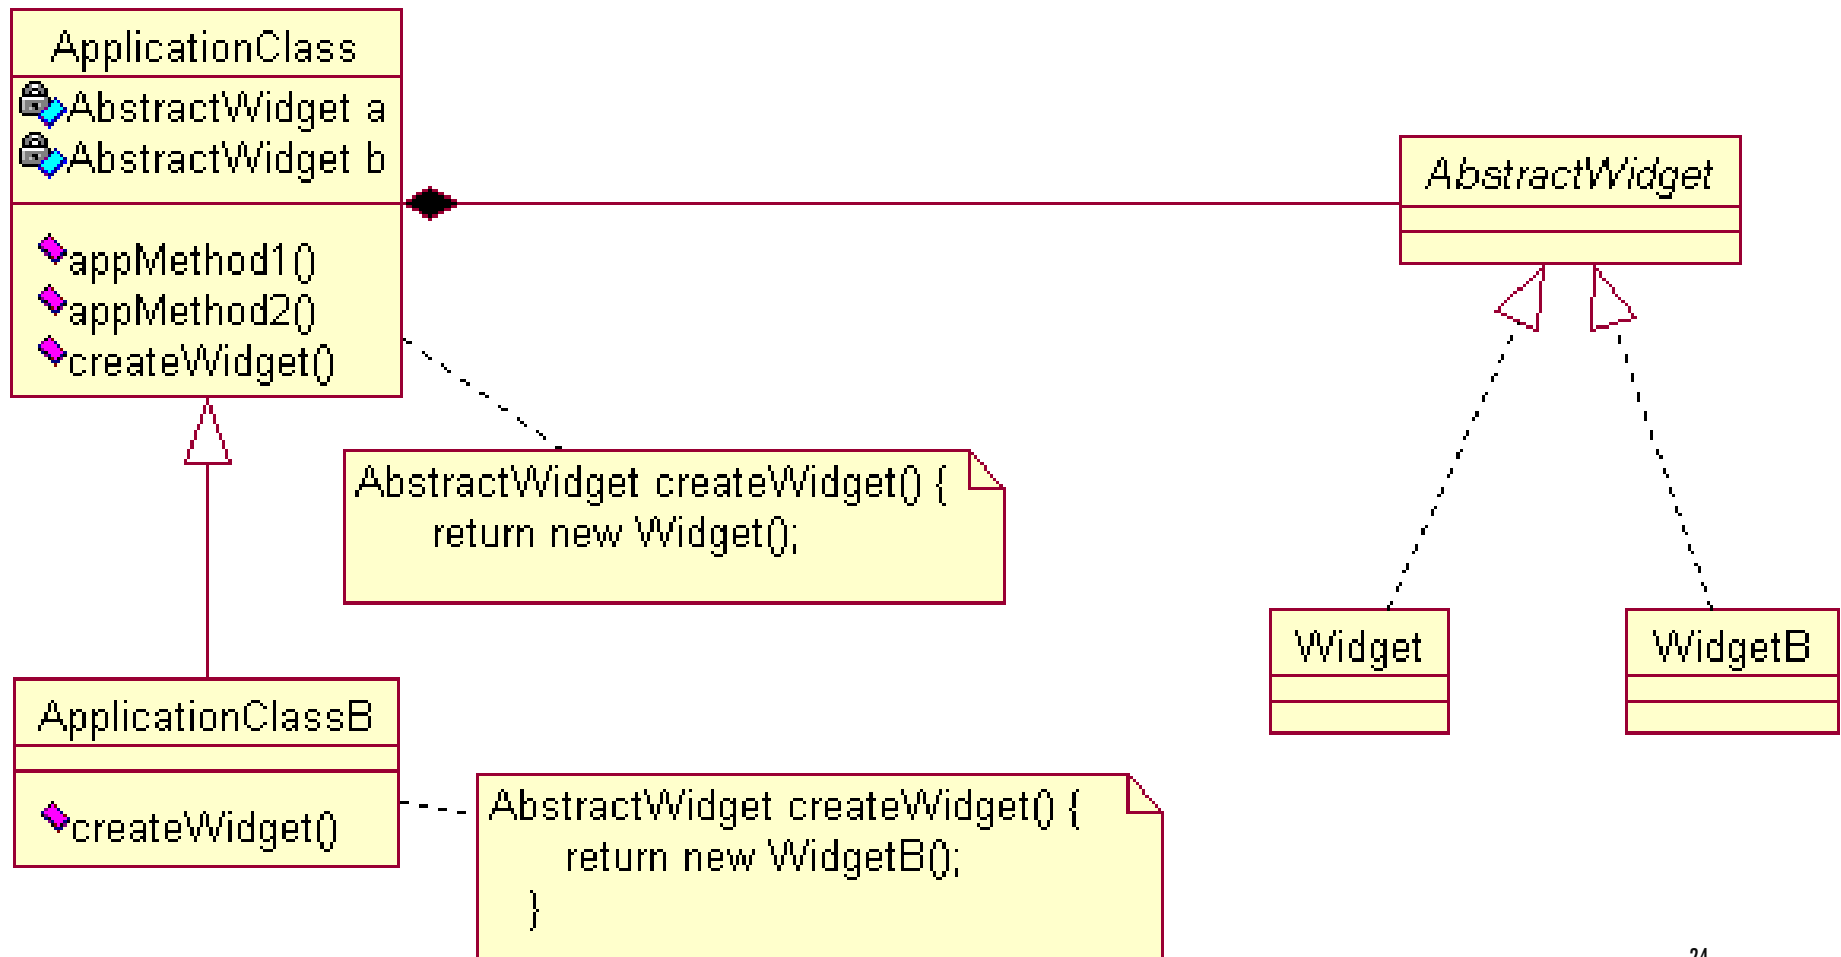 ApplicationClass
AbstractWidget a
AbstractWidget b
appMethod1()
appMethod2()
createWidget()
AbstractWidget
AbstractWidget createWidget() {
return new Widget();
Widget
WidgetB
ApplicationClassB
createWidget()
AbstractWidget createWidget() {
return new WidgetB();
}
24